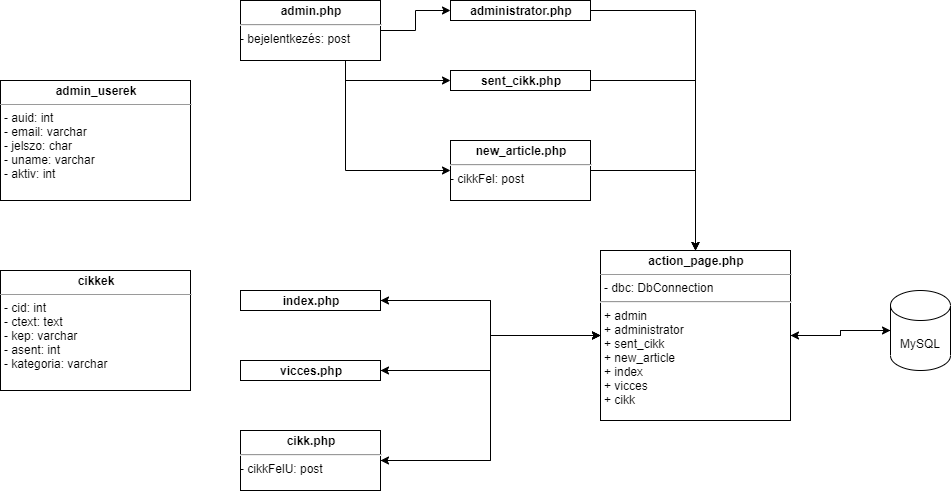 admin.php
- bejelentkezés: post
administrator.php
sent_cikk.php
admin_userek
- auid: int
- email: varchar
- jelszo: char
- uname: varchar
- aktiv: int
new_article.php
- cikkFel: post
action_page.php
- dbc: DbConnection
+ admin
+ administrator
+ sent_cikk
+ new_article
+ index
+ vicces
+ cikk
MySQL
cikkek
- cid: int
- ctext: text
- kep: varchar
- asent: int
- kategoria: varchar
index.php
vicces.php
cikk.php
- cikkFelU: post